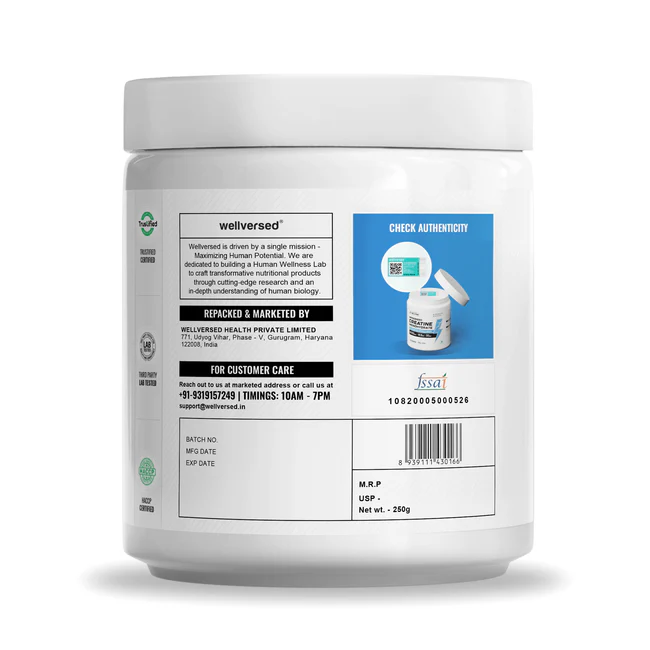 Trustified
TRUSTIFIED
CERTIFIED
LAB
THIRD PARTY
LAB TESTED
HACCP
HACCP
CERTIFIED
wellversed®
Wellversed is driven by a single mission -
Maximizing Human Potential. We are
dedicated to building a Human Wellness Lab
to craft transformative nutritional products
through cutting-edge research and an
in-depth understanding of human biology.
REPACKED & MARKETED BY
WELLVERSED HEALTH PRIVATE LIMITED
771, Udyog Vihar, Phase - V, Gurugram, Haryana
122008, India
FOR CUSTOMER CARE
Reach out to us at marketed address or call us at
+91-9319157249 | TIMINGS: 10AM - 7PM
support@wellversed.in
BATCH NO.
MFG DATE
EXP DATE
CHECK AUTHENTICITY
CREATINE
fssai
10820005000526
8 939111 430166
M.R.P
USP -
Net wt. - 250g